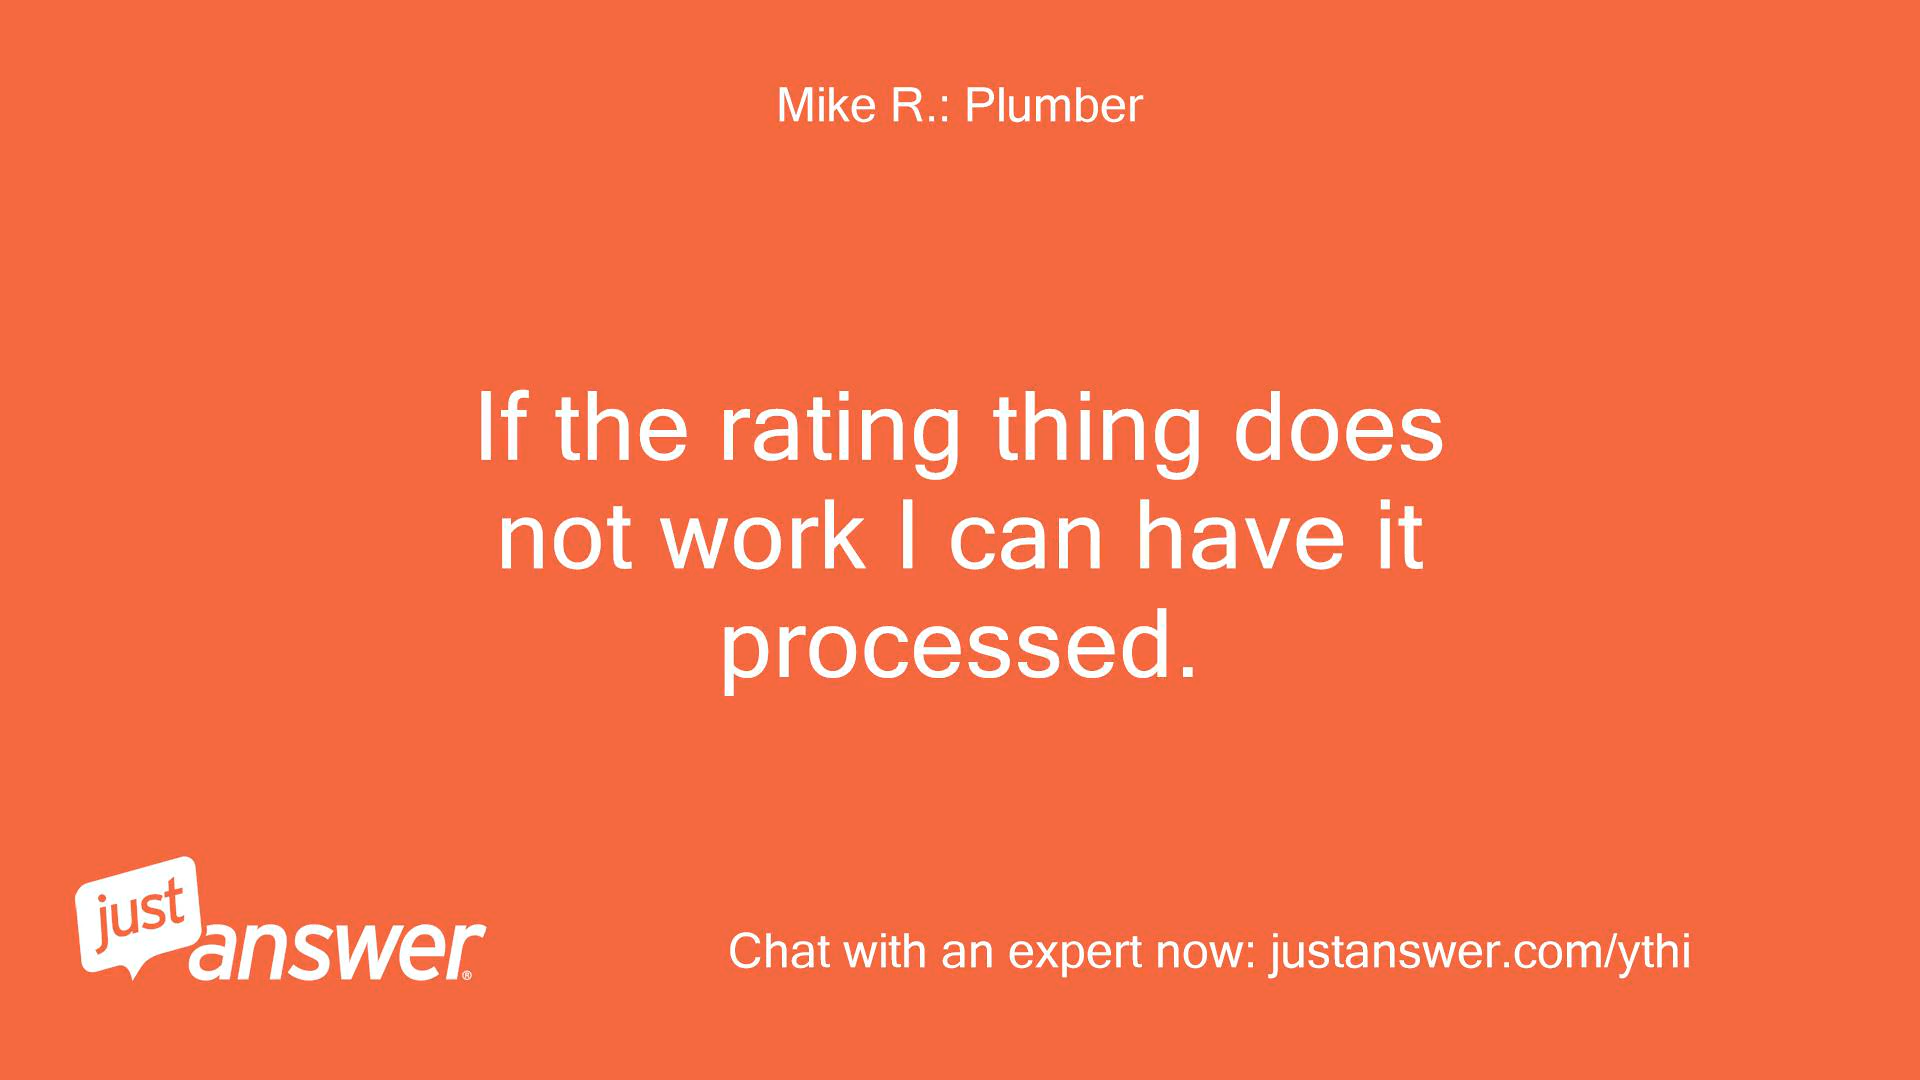 Mike R.: Plumber
If the rating thing does
not work I can have it
processed.
just
answer®
Chat with an expert now: justanswer.com/ythi